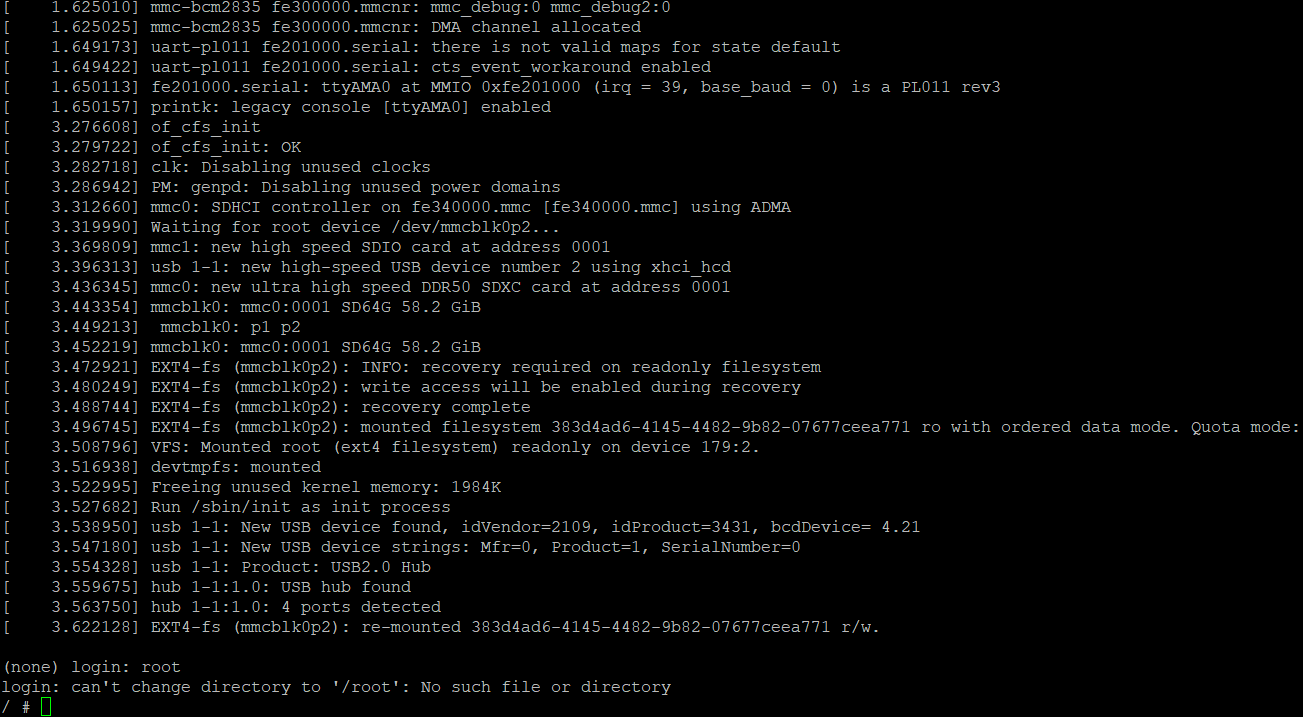 [    1.625010] mmc-bcm2835 fe300000.mmcnr: mmc_debug:0 mmc_debug2:0
[    1.625025] mmc-bcm2835 fe300000.mmcnr: DMA channel allocated
[    1.649173] uart-pl011 fe201000.serial: there is not valid maps for state default
[    1.649422] uart-pl011 fe201000.serial: cts_event_workaround enabled
[    1.650113] fe201000.serial: ttyAMA0 at MMIO 0xfe201000 (irq = 39, base_baud = 0) is a PL011 rev3
[    1.650157] printk: legacy console [ttyAMA0] enabled
[    3.276608] of_cfs_init
[    3.279722] of_cfs_init: OK
[    3.282718] clk: Disabling unused clocks
[    3.286942] PM: genpd: Disabling unused power domains
[    3.312660] mmc0: SDHCI controller on fe340000.mmc [fe340000.mmc] using ADMA
[    3.319990] Waiting for root device /dev/mmcblk0p2...
[    3.369809] mmc1: new high speed SDIO card at address 0001
[    3.396313] usb 1-1: new high-speed USB device number 2 using xhci_hcd
[    3.436345] mmc0: new ultra high speed DDR50 SDXC card at address 0001
[    3.443354] mmcblk0: mmc0:0001 SD64G 58.2 GiB
[    3.449213]  mmcblk0: p1 p2
[    3.452219] mmcblk0: mmc0:0001 SD64G 58.2 GiB
[    3.472921] EXT4-fs (mmcblk0p2): INFO: recovery required on readonly filesystem
[    3.480249] EXT4-fs (mmcblk0p2): write access will be enabled during recovery
[    3.488744] EXT4-fs (mmcblk0p2): recovery complete
[    3.496745] EXT4-fs (mmcblk0p2): mounted filesystem 383d4ad6-4145-4482-9b82-07677ceea771 ro with ordered data mode. Quota mode:
[    3.508796] VFS: Mounted root (ext4 filesystem) readonly on device 179:2.
[    3.516938] devtmpfs: mounted
[    3.522995] Freeing unused kernel memory: 1984K
[    3.527682] Run /sbin/init as init process
[    3.538950] usb 1-1: New USB device found, idVendor=2109, idProduct=3431, bcdDevice= 4.21
[    3.547180] usb 1-1: New USB device strings: Mfr=0, Product=1, SerialNumber=0
[    3.554328] usb 1-1: Product: USB2.0 Hub
[    3.559675] hub 1-1:1.0: USB hub found
[    3.563750] hub 1-1:1.0: 4 ports detected
[    3.622128] EXT4-fs (mmcblk0p2): re-mounted 383d4ad6-4145-4482-9b82-07677ceea771 r/w.
(none) login: root
login: can't change directory to '/root': No such file or directory
/ #